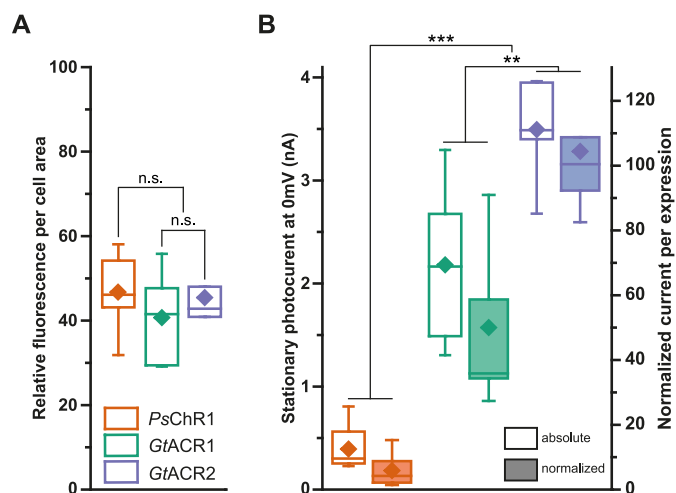 A
B
Relative fluorescence per cell area
100
80
60
40
20
0
n.s.
n.s.
PsChR1
GtACR1
GtACR2
Stationary photocurent at 0mV (nA)
4
3
2
1
0
***
**
absolute
normalized
Normalized current per expression
120
100
80
60
40
20
0